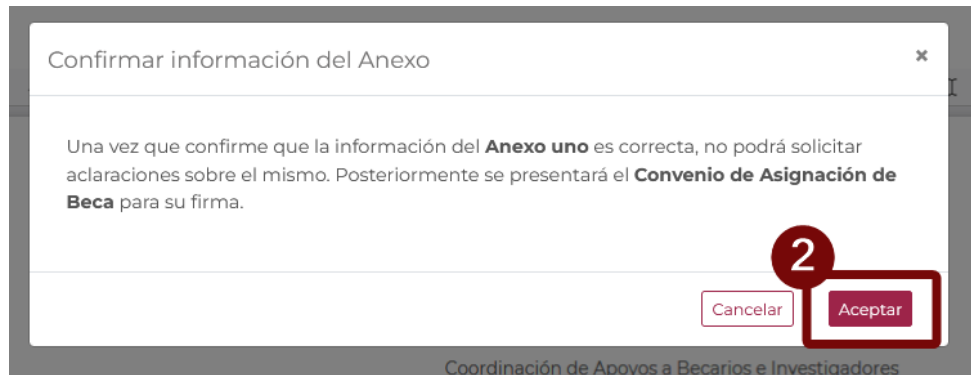 Confirmar información del Anexo ×
Una vez que confirme que la información del Anexo uno es correcta, no podrá solicitar
aclaraciones sobre el mismo. Posteriormente se presentará el Convenio de Asignación de
Beca para su firma.
2
Cancelar Aceptar
Coordinación de Apoyos a Becarios e Investigadores